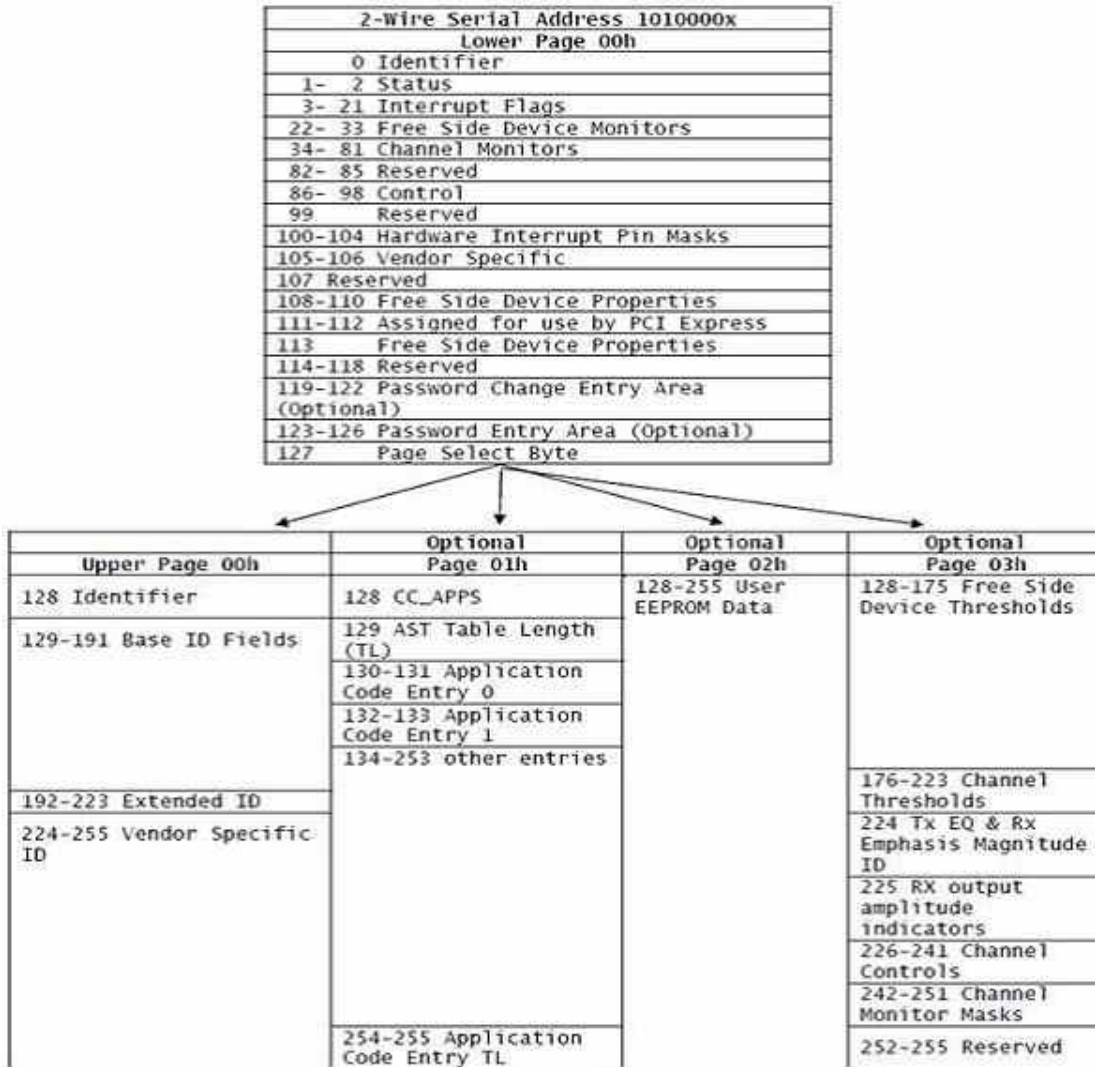 2-Wire Serial Address 1010000x
Lower Page 00h
0 Identifier
1- 2 Status
3- 21 Interrupt Flags
22- 33 Free Side Device Monitors
34- 81 Channel Monitors
82- 85 Reserved
86- 98 Control
99 Reserved
100-104 Hardware Interrupt Pin Masks
105-106 Vendor Specific
107 Reserved
108-110 Free Side Device Properties
111-112 Assigned for use by PCI Express
113 Free Side Device Properties
114-118 Reserved
119-122 Password Change Entry Area
(Optional)
123-126 Password Entry Area (Optional)
127 Page Select Byte
Upper Page 00h
128 Identifier
129-191 Base ID Fields
192-223 Extended ID
224-255 Vendor Specific
ID
Optional
Page 01h
128 CC_APPS
129 AST Table Length
(TL)
130-131 Application
Code Entry 0
132-133 Application
Code Entry 1
134-253 other entries
254-255 Application
Code Entry TL
Optional
Page 02h
128-255 User
EEPROM Data
Optional
Page 03h
128-175 Free Side
Device Thresholds
176-223 Channel
Thresholds
224 Tx EQ & Rx
Emphasis Magnitude
ID
225 RX output
amplitude
indicators
226-241 Channel
Controls
242-251 Channel
Monitor Masks
252-255 Reserved